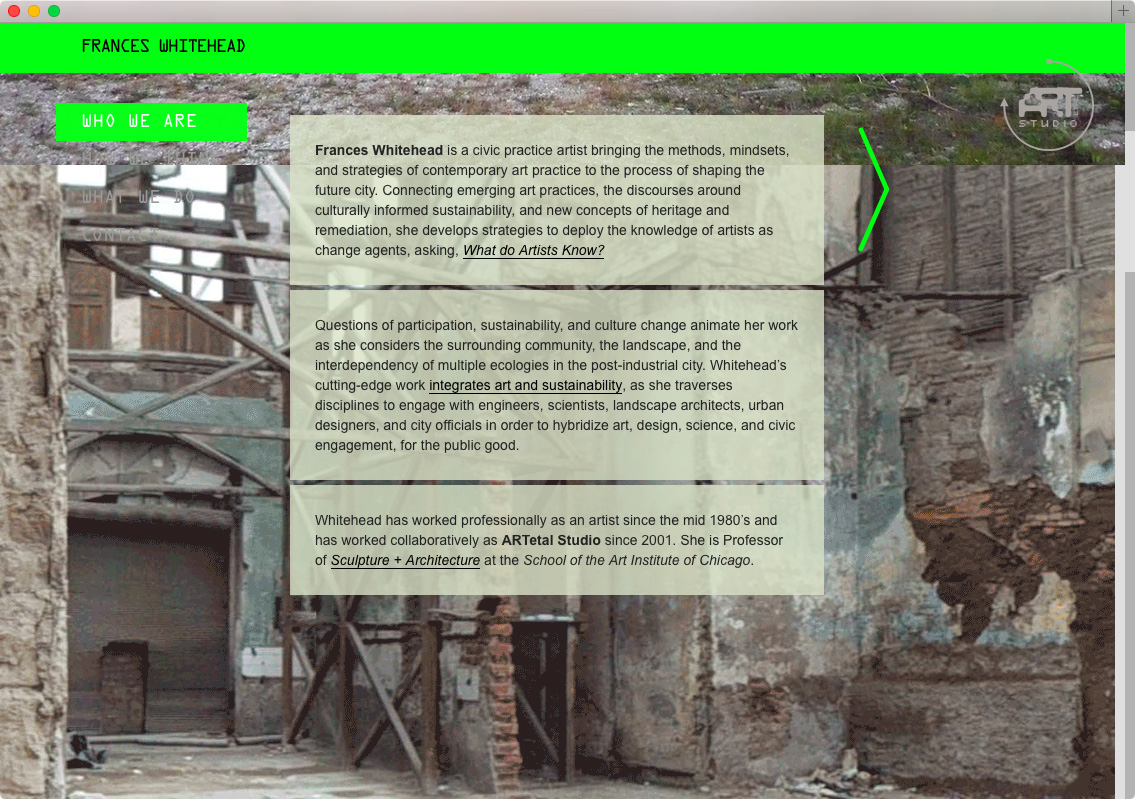 FRANCES WHITEHEAD
WHO WE ARE
WHAT WE DO
CONTACT
ART
STUDIO
Frances Whitehead is a civic practice artist bringing the methods, mindsets,
and strategies of contemporary art practice to the process of shaping the
future city. Connecting emerging art practices, the discourses around
culturally informed sustainability, and new concepts of heritage and
remediation, she develops strategies to deploy the knowledge of artists as
change agents, asking, What do Artists Know?
Questions of participation, sustainability, and culture change animate her work
as she considers the surrounding community, the landscape, and the
interdependency of multiple ecologies in the post-industrial city. Whitehead’s
cutting-edge work integrates art and sustainability, as she traverses
disciplines to engage with engineers, scientists, landscape architects, urban
designers, and city officials in order to hybridize art, design, science, and civic
engagement, for the public good.
Whitehead has worked professionally as an artist since the mid 1980’s and
has worked collaboratively as ARTetal Studio since 2001. She is Professor
of Sculpture + Architecture at the School of the Art Institute of Chicago.